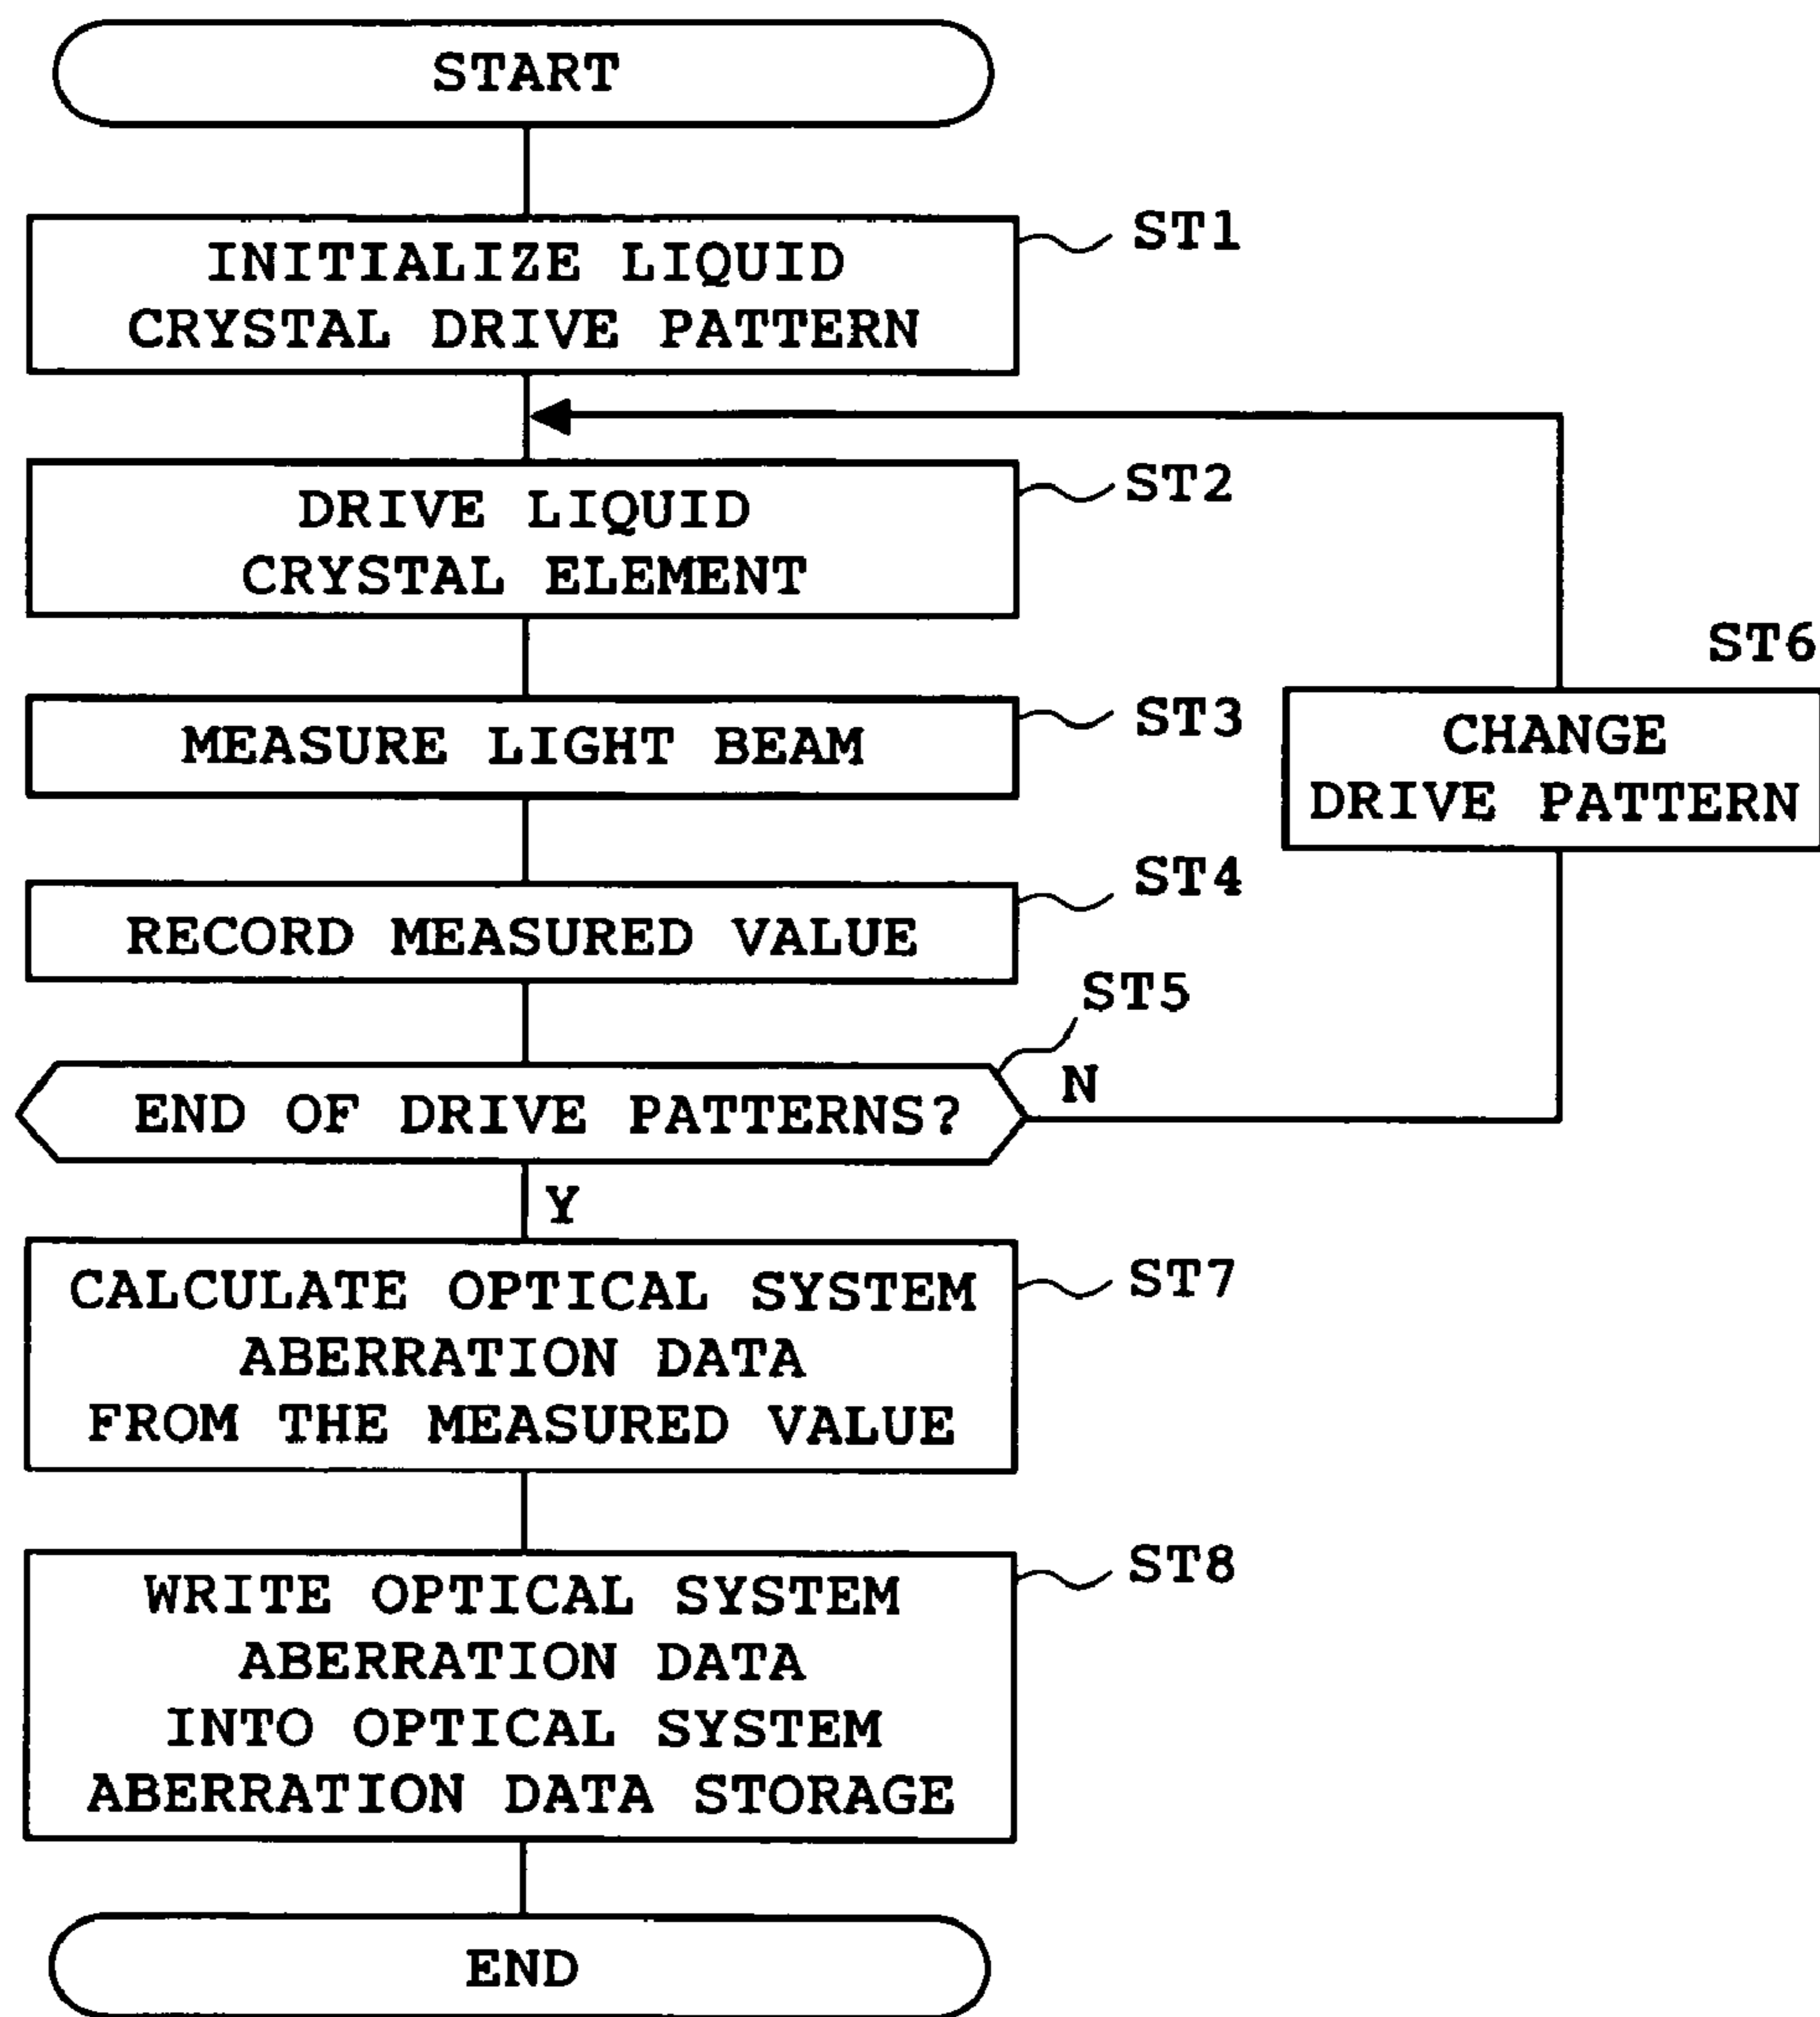 START
INITIALIZE LIQUID
CRYSTAL DRIVE PATTERN
ST1
DRIVE LIQUID
CRYSTAL ELEMENT
ST2
MEASURE LIGHT BEAM
ST3
RECORD MEASURED VALUE
ST4
END OF DRIVE PATTERNS?
ST5
N
ST6
CHANGE
DRIVE PATTERN
Y
CALCULATE OPTICAL SYSTEM
ABERRATION DATA
FROM THE MEASURED VALUE
ST7
WRITE OPTICAL SYSTEM
ABERRATION DATA
INTO OPTICAL SYSTEM
ABERRATION DATA STORAGE
ST8
END